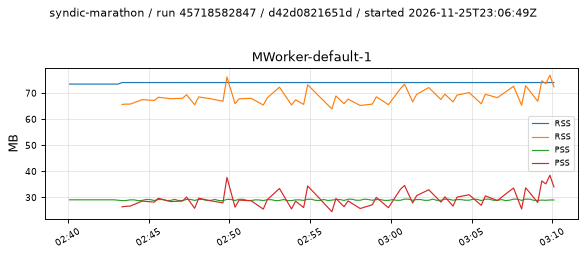 syndic-marathon / run 45718582847 / d42d0821651d / started 2026-11-25T23:06:49Z
MWorker-default-1
MB
70
60
50
40
30
RSS
RSS
PSS
PSS
02:40
02:45
02:50
02:55
03:00
03:05
03:10